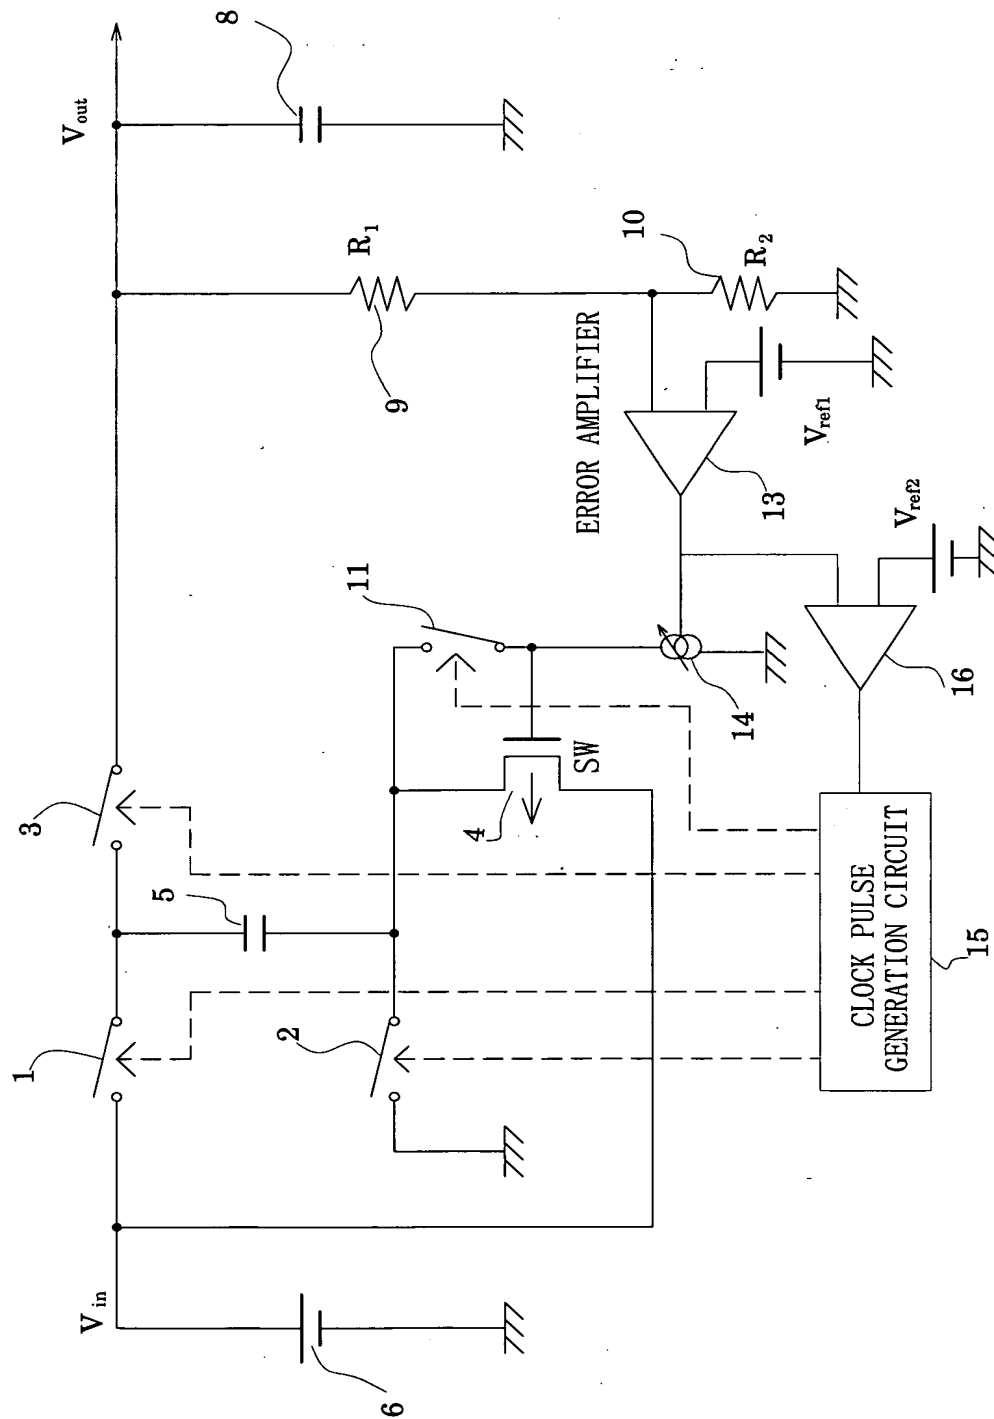 Vin
6
1
2
5
3
4
SW
11
14
ERROR AMPLIFIER
13
Vref1
16
Vref2
CLOCK PULSE
GENERATION CIRCUIT
15
9
R1
10
R2
Vout
8